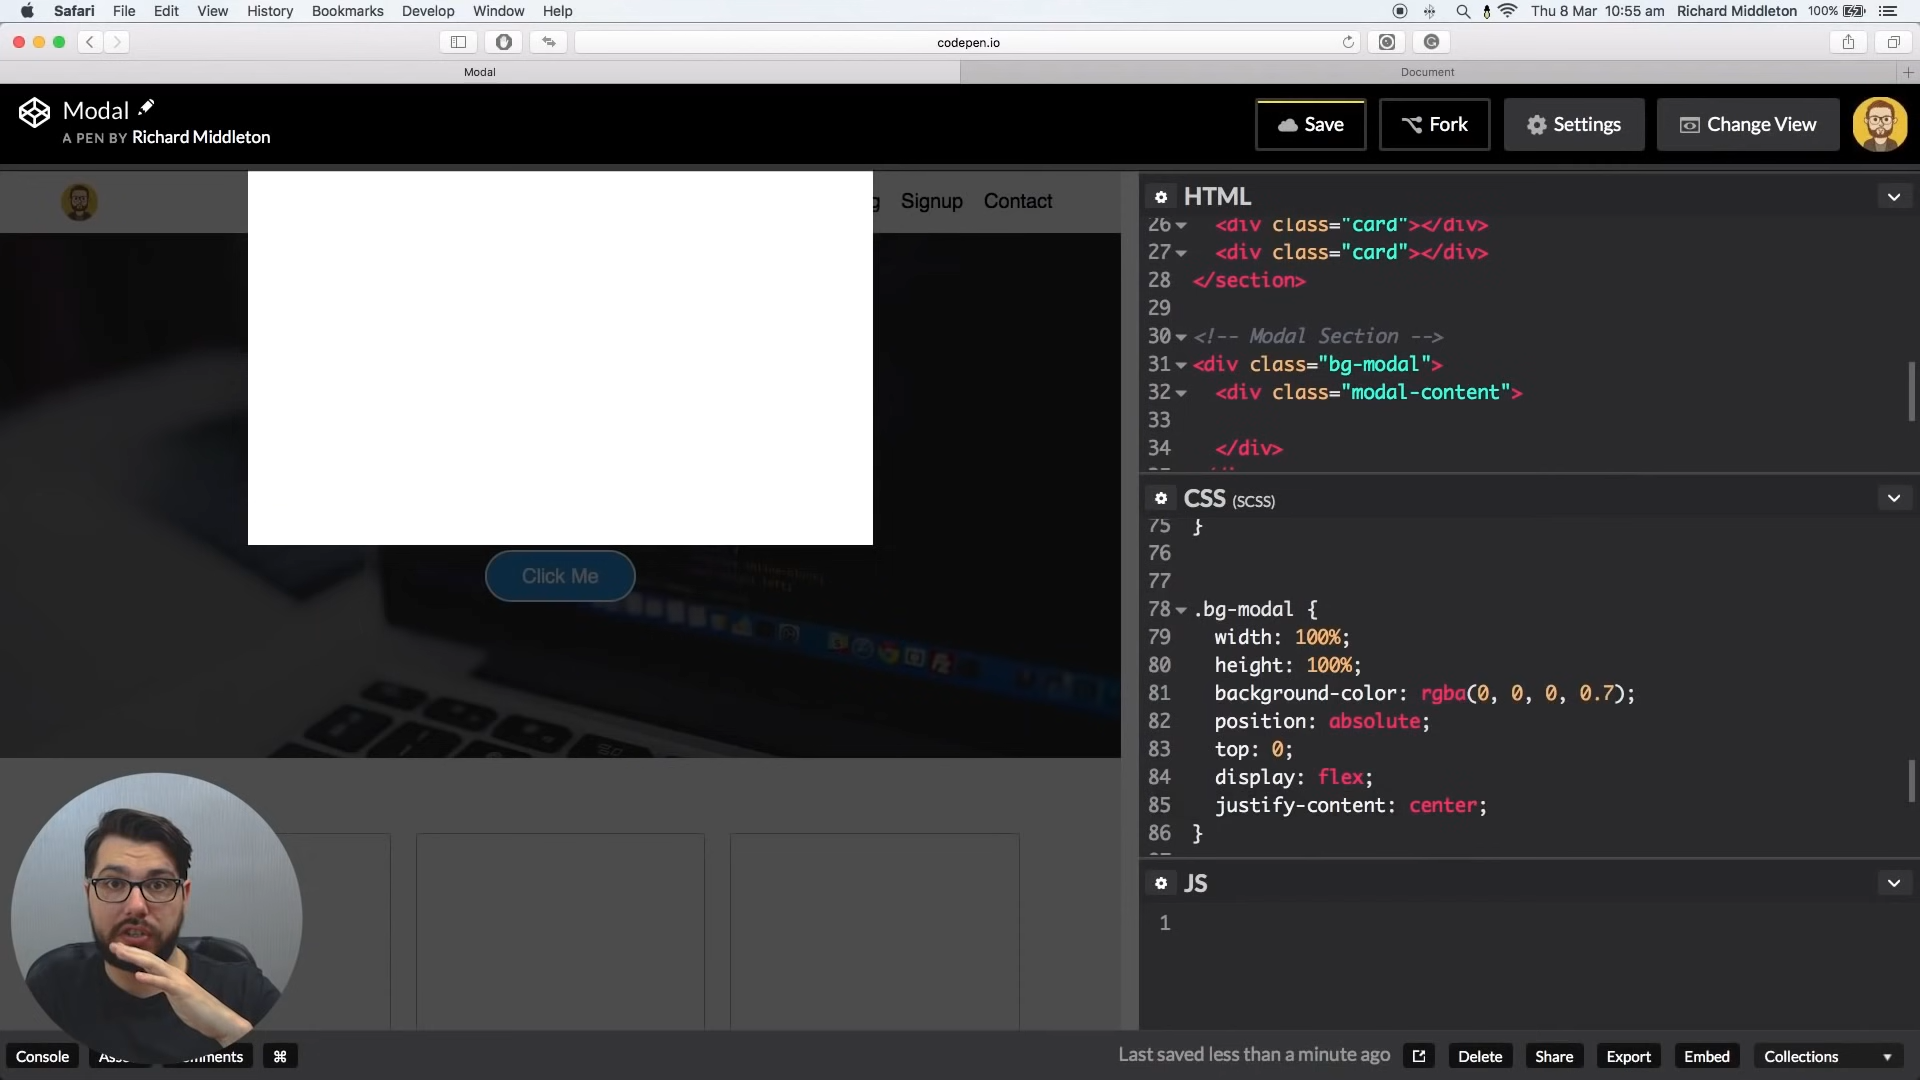 Safari File Edit View History Bookmarks Develop Window Help Thu 8 Mar 10:55 am Richard Middleton 100%
codepen.io
Modal Document
Modal
A PEN BY Richard Middleton
Save Fork Settings Change View
g Signup Contact
Click Me
HTML
26 <div class="card"></div>
27 <div class="card"></div>
28 </section>
29
30 <!-- Modal Section -->
31 <div class="bg-modal">
32 <div class="modal-content">
33
34 </div>
CSS (SCSS)
75 }
76
77
78 .bg-modal {
79 width: 100%;
80 height: 100%;
81 background-color: rgba(0, 0, 0, 0.7);
82 position: absolute;
83 top: 0;
84 display: flex;
85 justify-content: center;
86 }
JS
1
Console Ass mments ⌘ Last saved less than a minute ago Delete Share Export Embed Collections